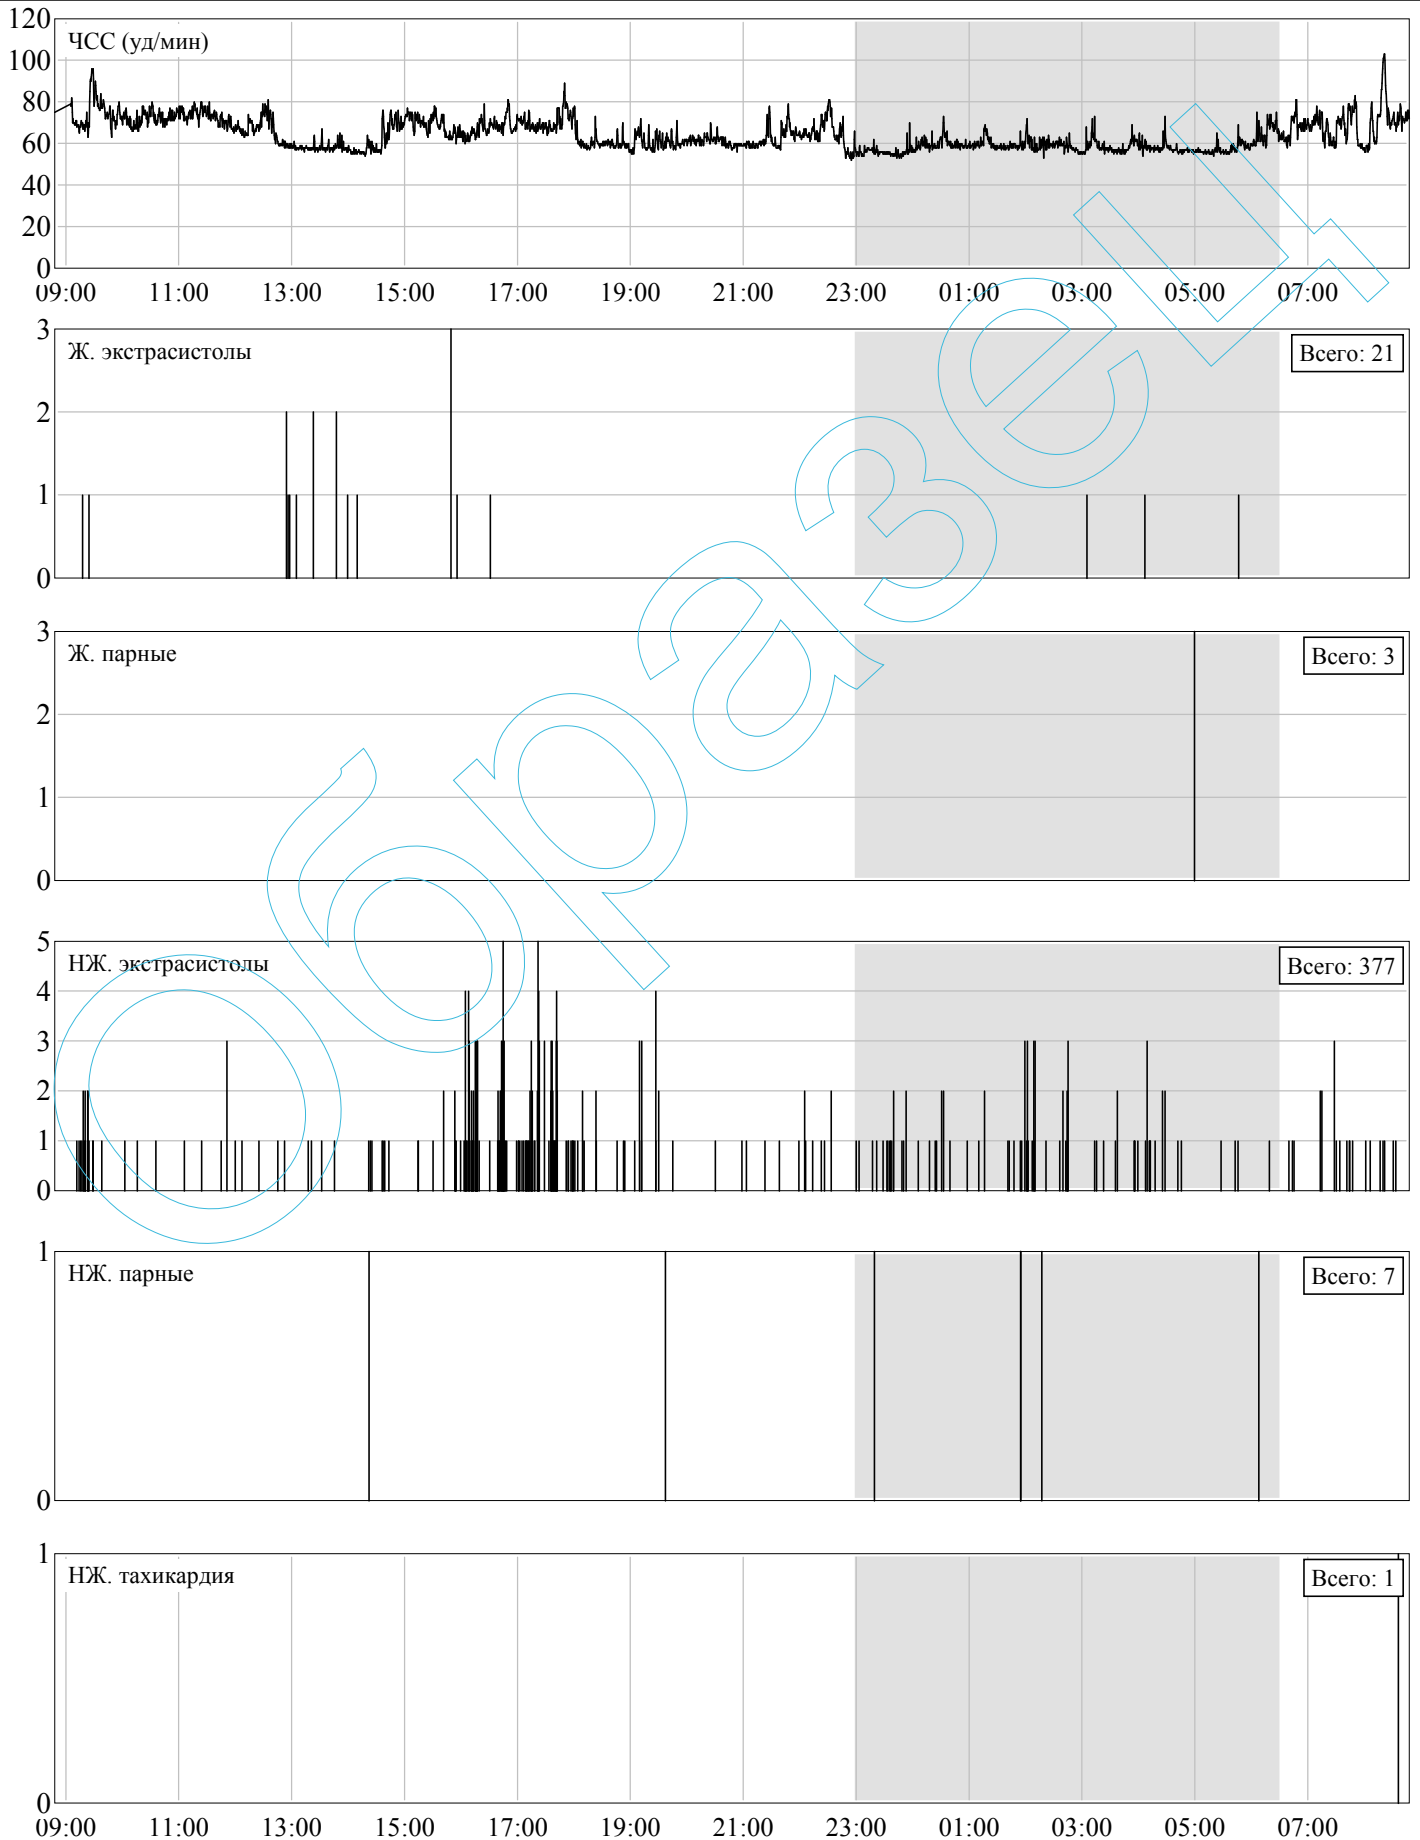 120
ЧСС (уд/мин)
100
80
60
40
20
0
09:00 11:00 13:00 15:00 17:00 19:00 21:00 23:00 01:00 03:00 05:00 07:00
3
Ж. экстрасистолы
Всего: 21
2
1
0
3
Ж. парные
Всего: 3
2
1
0
5
НЖ. экстрасистолы
Всего: 377
4
3
2
1
0
1
НЖ. парные
Всего: 7
0
1
НЖ. тахикардия
Всего: 1
0
09:00 11:00 13:00 15:00 17:00 19:00 21:00 23:00 01:00 03:00 05:00 07:00
Образец